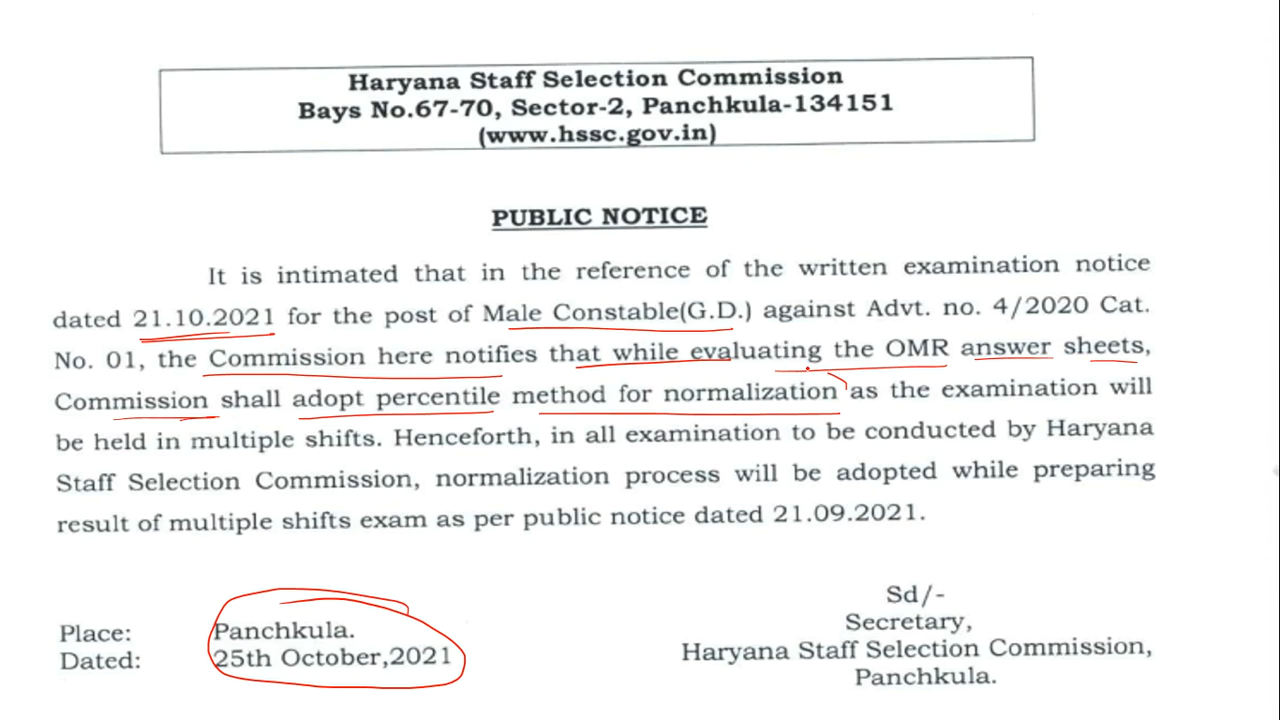 Haryana Staff Selection Commission
Bays No.67-70, Sector-2, Panchkula-134151
(www.hssc.gov.in)
PUBLIC NOTICE
It is intimated that in the reference of the written examination notice
dated 21.10.2021 for the post of Male Constable(G.D.) against Advt. no. 4/2020 Cat.
No. 01, the Commission here notifies that while evaluating the OMR answer sheets,
Commission shall adopt percentile method for normalization as the examination will
be held in multiple shifts. Henceforth, in all examination to be conducted by Haryana
Staff Selection Commission, normalization process will be adopted while preparing
result of multiple shifts exam as per public notice dated 21.09.2021.
Place: Panchkula.
Dated: 25th October,2021
Sd/-
Secretary,
Haryana Staff Selection Commission,
Panchkula.